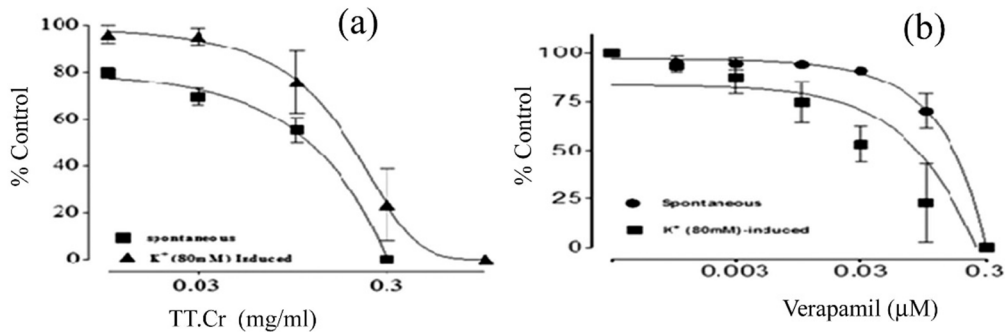 (a)
100
80
60
40
20
0
% Control
spontaneous
K+ (80mM) Induced
0.03
0.3
TT.Cr (mg/ml)
(b)
100
75
50
25
0
% Control
Spontaneous
K+ (80mM)-induced
0.003
0.03
0.3
Verapamil (µM)